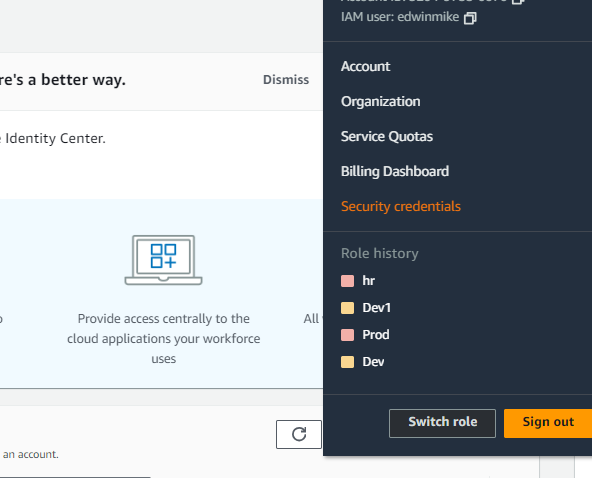 IAM user: edwinmike
re's a better way.
Dismiss
Identity Center.
Provide access centrally to the
cloud applications your workforce
uses
All
an account.
Account
Organization
Service Quotas
Billing Dashboard
Security credentials
Role history
hr
Dev1
Prod
Dev
Switch role
Sign out